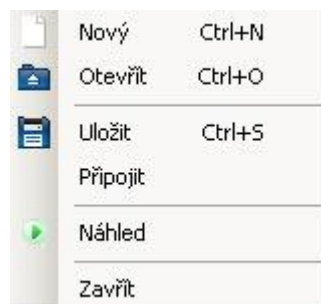 Nový Ctrl+N
Otevřít Ctrl+O
Uložit Ctrl+S
Připojit
Náhled
Zavřít